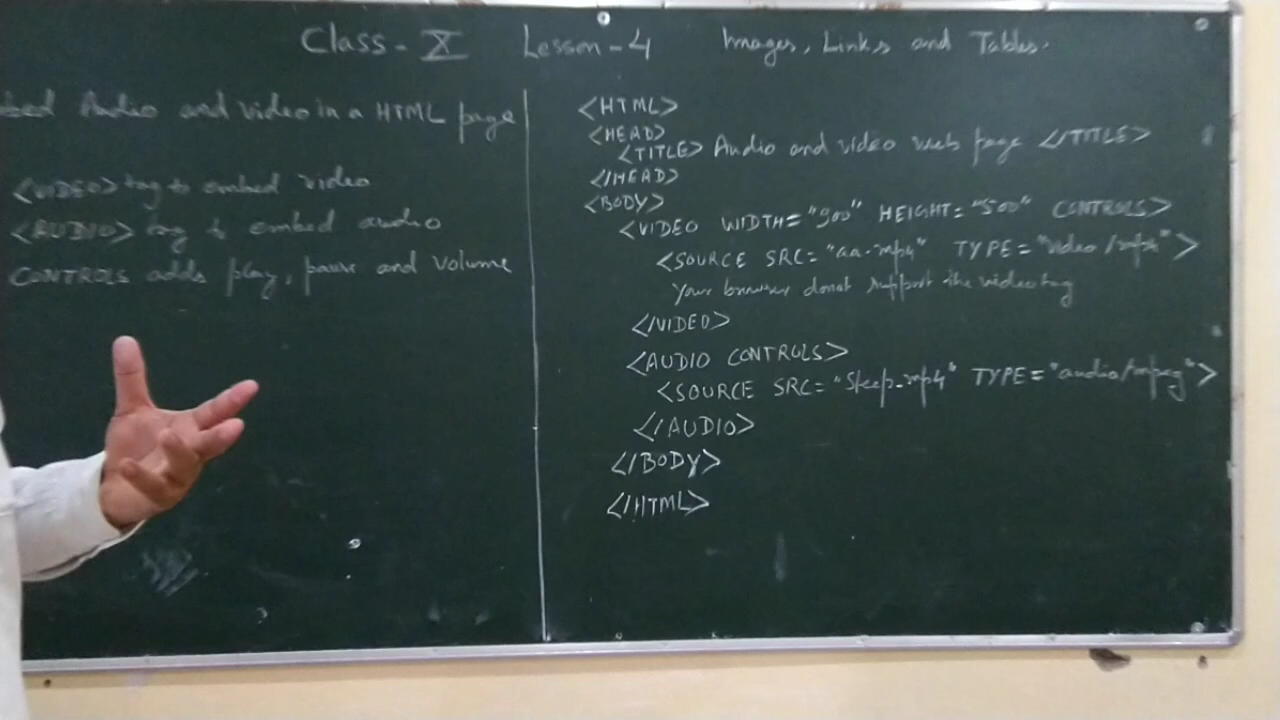 Class - X Lesson - 4 Images, Links and Tables.
Audio and video in a HTML page
<VIDEO> tag to embed video
<AUDIO> tag to embed audio
CONTROLS adds play, pause and volume
<HTML>
<HEAD>
<TITLE> Audio and video web page </TITLE>
</HEAD>
<BODY>
<VIDEO WIDTH="900" HEIGHT="500" CONTROLS>
<SOURCE SRC="aa.mp4" TYPE="video/mp4">
Your browser donot support the video tag
</VIDEO>
<AUDIO CONTROLS>
<SOURCE SRC=".mp4" TYPE="audio/mpeg">
</AUDIO>
</BODY>
</HTML>